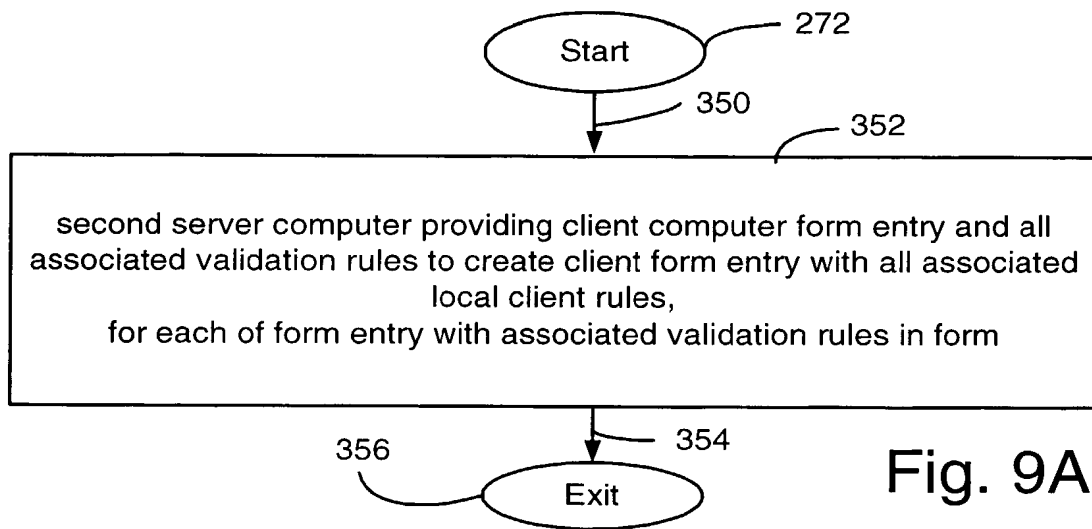 Start
272
350
352
second server computer providing client computer form entry and all
associated validation rules to create client form entry with all associated
local client rules,
for each of form entry with associated validation rules in form
354
356
Exit
Fig. 9A